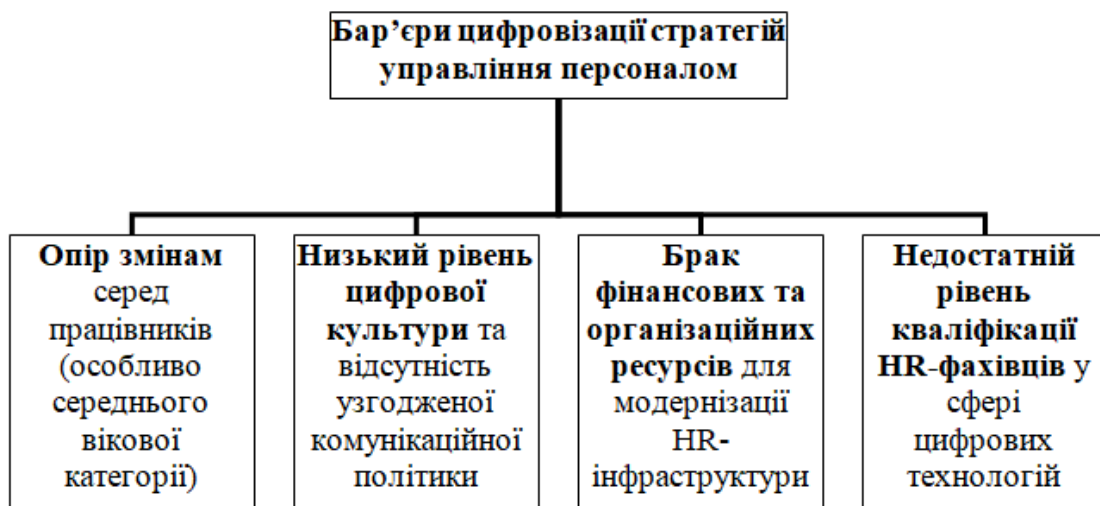 Бар’єри цифровізації стратегій
управління персоналом
Опір змінам
серед
працівників
(особливо
середнього
вікової
категорії)
Низький рівень
цифрової
культури та
відсутність
узгодженої
комунікаційної
політики
Брак
фінансових та
організаційних
ресурсів для
модернізації
HR-
інфраструктури
Недостатній
рівень
кваліфікації
HR-фахівців у
сфері
цифрових
технологій